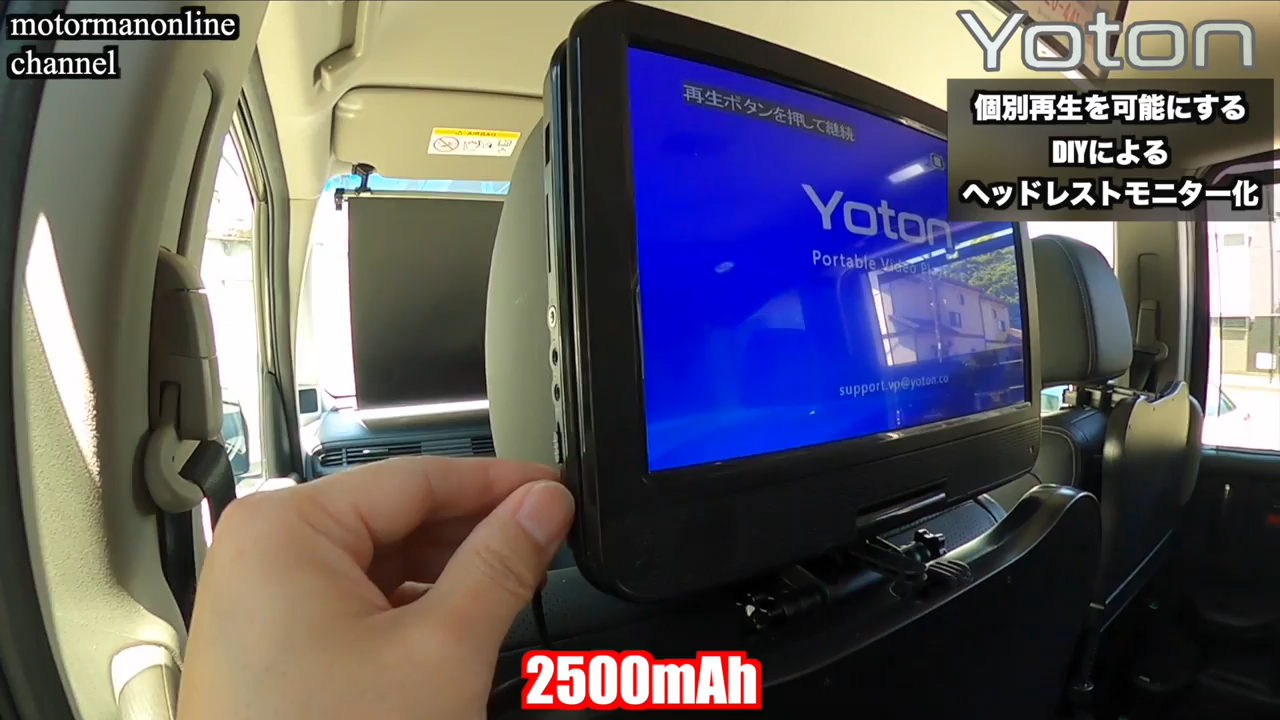 motormanonline
channel
Yoton
個別再生を可能にする
DIYによる
ヘッドレストモニター化
AIRBAG
再生ボタンを押して継続
Yoton
Portable Video Player
support.vp@yoton.co
2500mAh